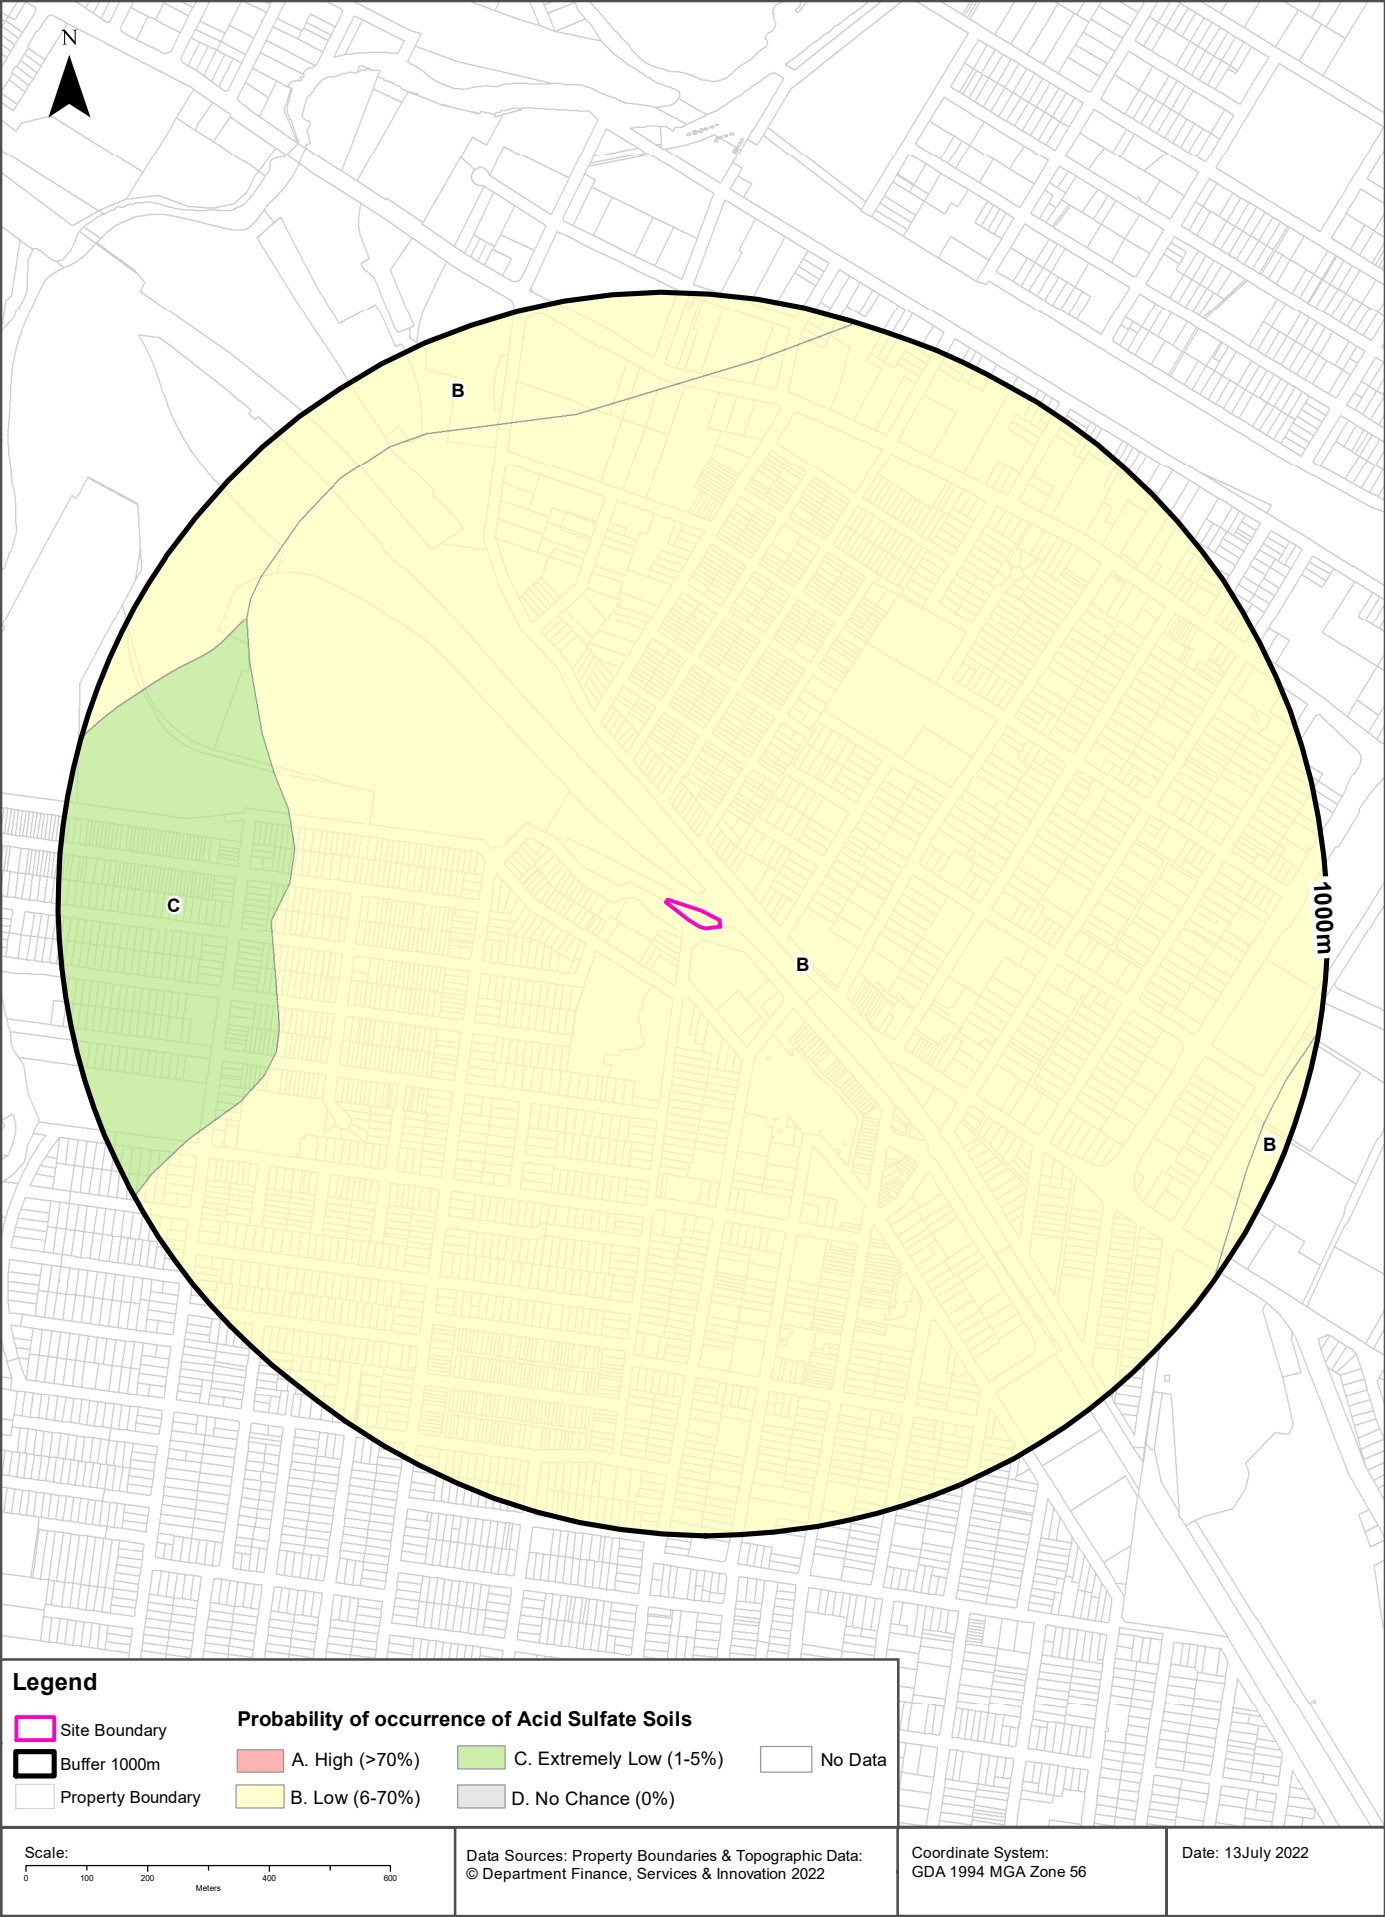 N
B
C
B
1000m
B
Legend
Site Boundary
Buffer 1000m
Property Boundary
Probability of occurrence of Acid Sulfate Soils
A. High (>70%)
C. Extremely Low (1-5%)
No Data
B. Low (6-70%)
D. No Chance (0%)
Scale:
0 100 200 400 600
Meters
Data Sources: Property Boundaries & Topographic Data:
© Department Finance, Services & Innovation 2022
Coordinate System:
GDA 1994 MGA Zone 56
Date: 13July 2022